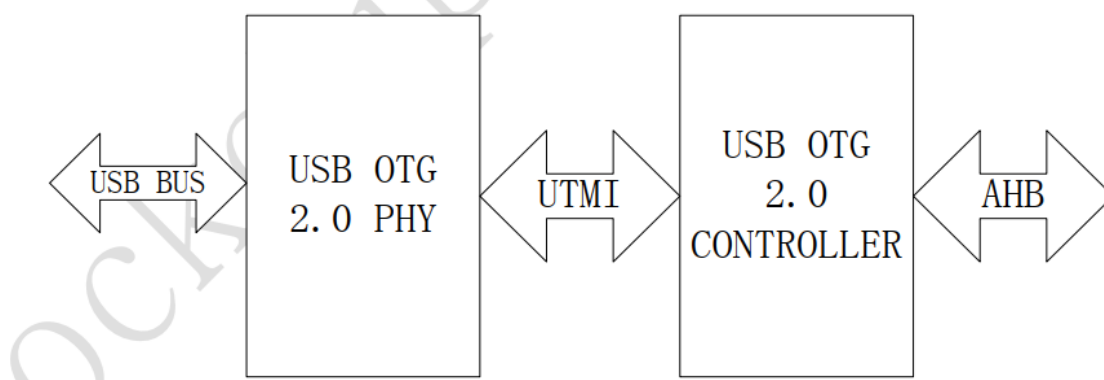 USB BUS
USB OTG
2.0 PHY
UTMI
USB OTG
2.0
CONTROLLER
AHB